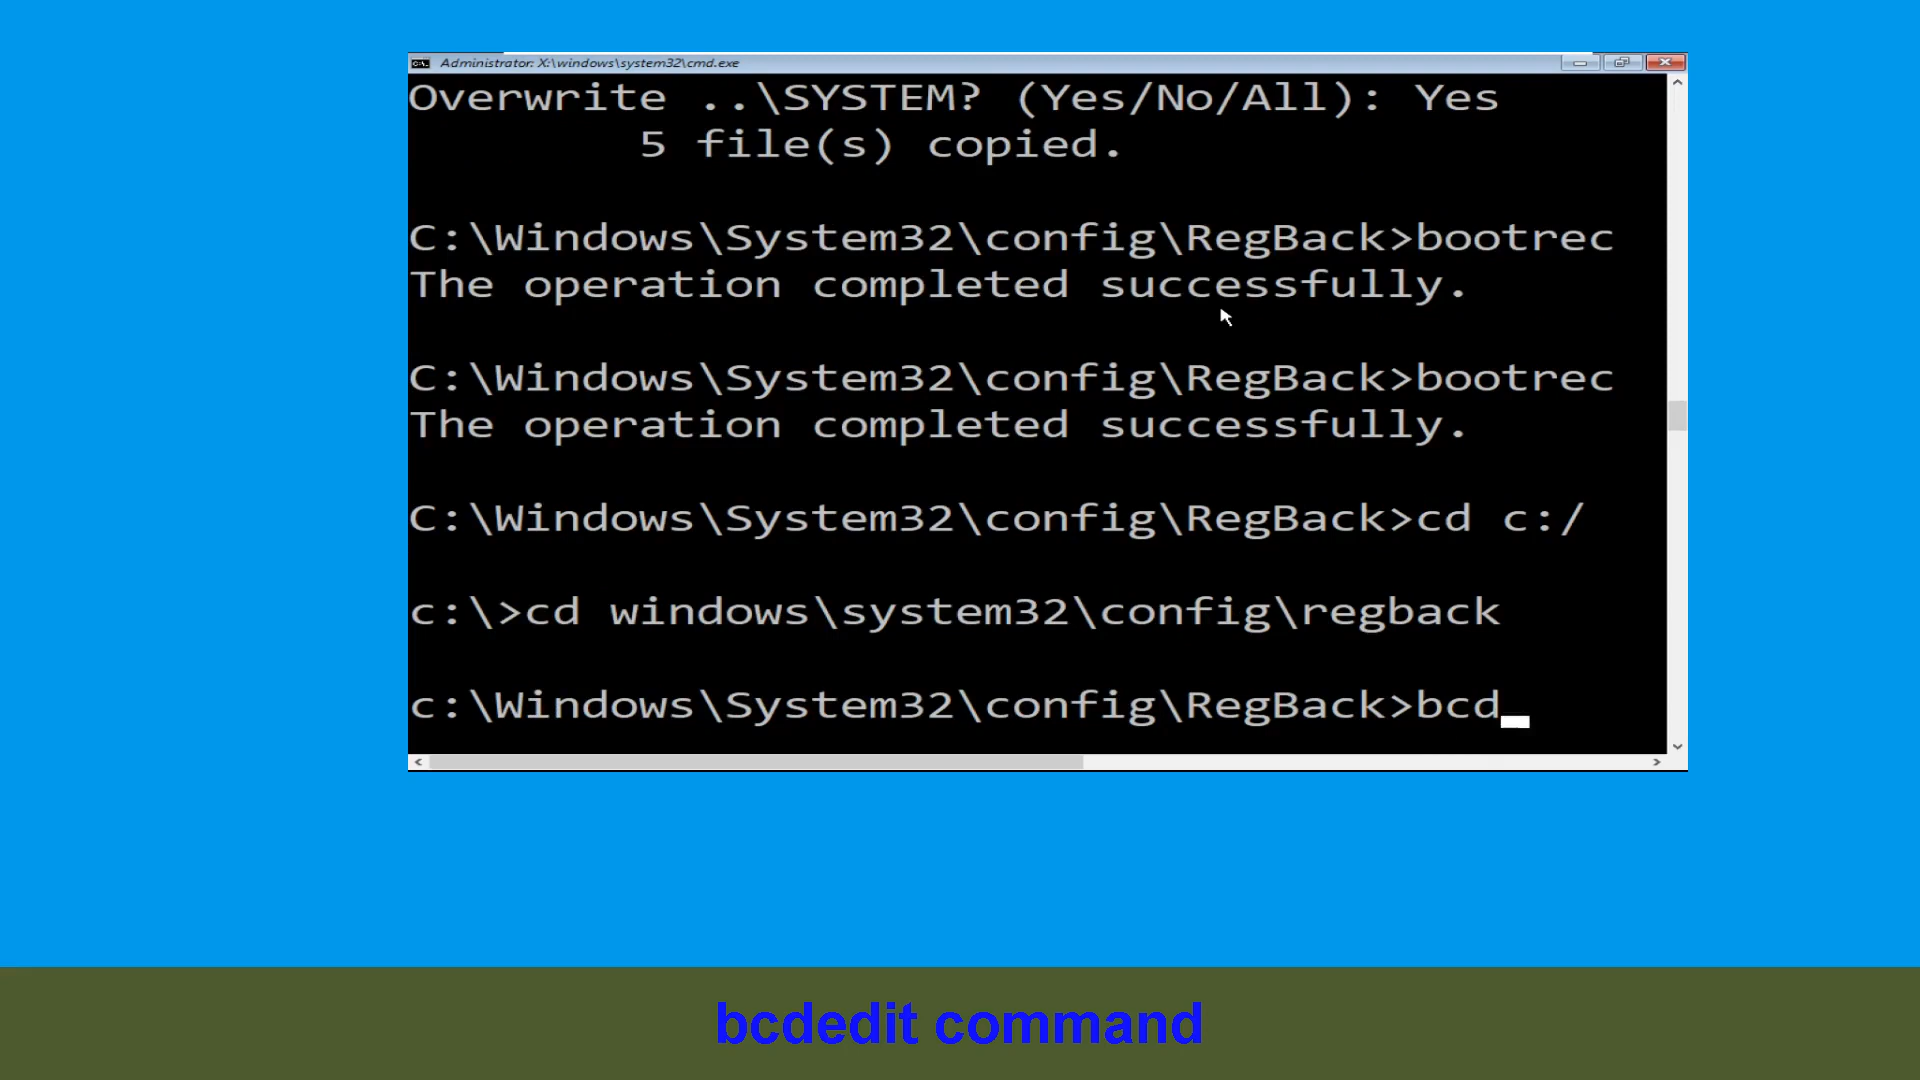 Administrator: X:\windows\system32\cmd.exe
Overwrite ..\SYSTEM? (Yes/No/All): Yes
5 file(s) copied.
C:\Windows\System32\config\RegBack>bootrec
The operation completed successfully.
C:\Windows\System32\config\RegBack>bootrec
The operation completed successfully.
C:\Windows\System32\config\RegBack>cd c:/
c:\>cd windows\system32\config\regback
c:\Windows\System32\config\RegBack>bcd
bcdedit command